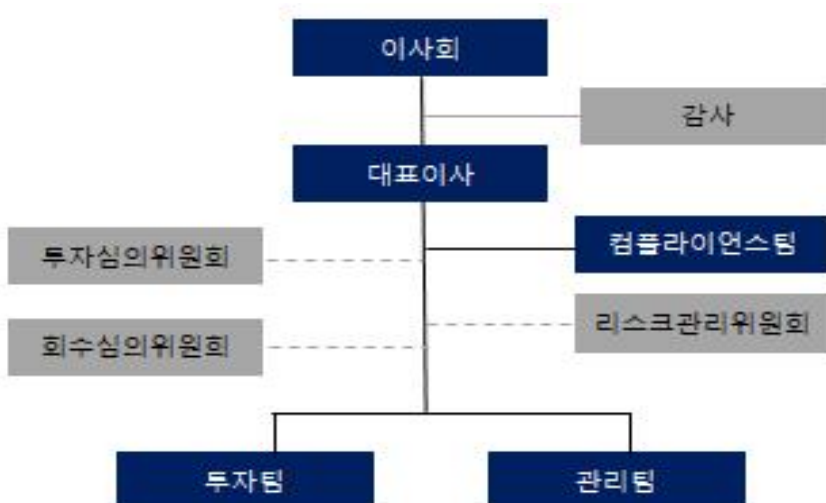 이사회
감사
대표이사
컴플라이언스팀
투자심의위원회
리스크관리위원회
회수심의위원회
투자팀
관리팀